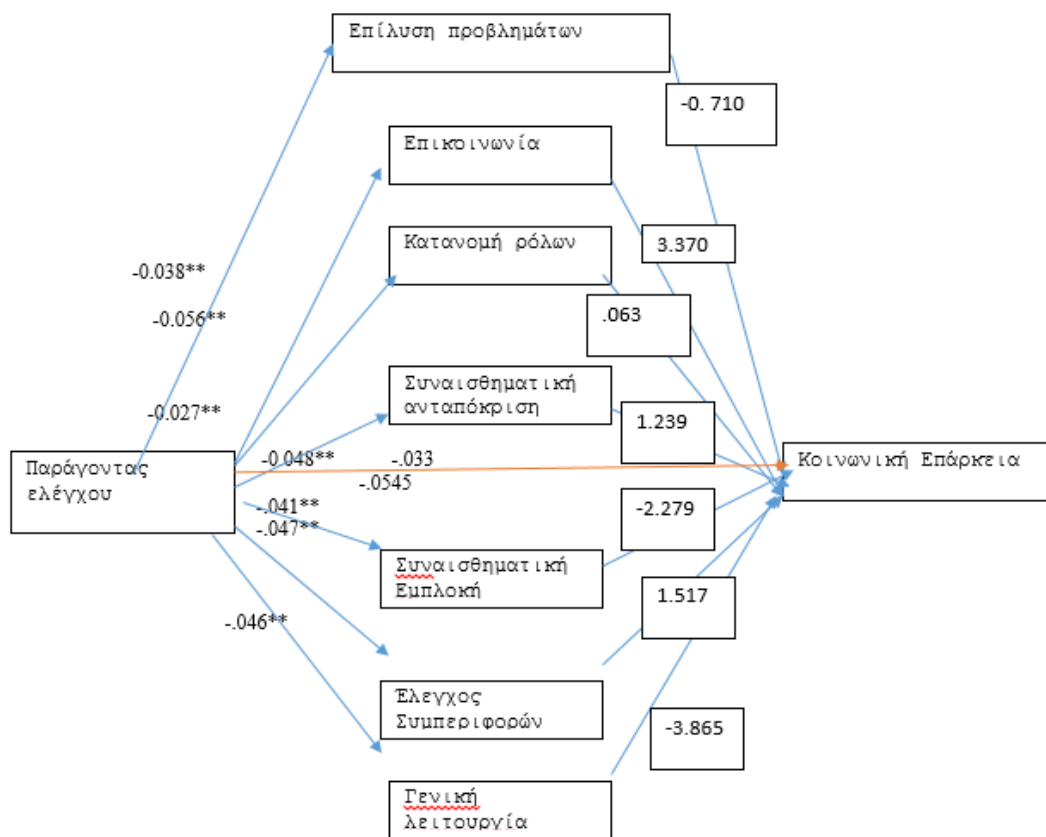 Επίλυση προβλημάτων
-0. 710
Επικοινωνία
Κατανομή ρόλων
3.370
-0.038**
-0.056**
.063
Συναισθηματική
ανταπόκριση
-0.027**
1.239
Παράγοντας
ελέγχου
-0.048**
-.033
-.0545
Κοινωνική Επάρκεια
-.041**
-.047**
-2.279
Συναισθηματική
Εμπλοκή
1.517
-.046**
Έλεγχος
Συμπεριφορών
-3.865
Γενική
λειτουργία